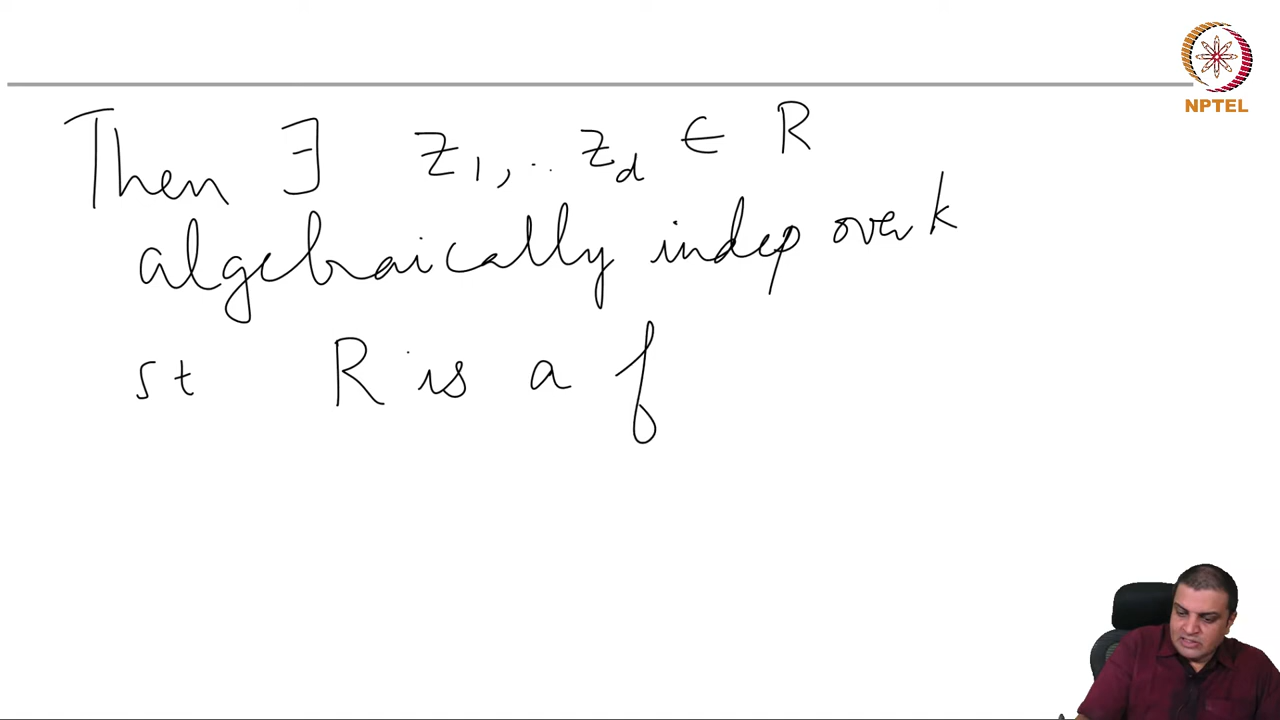 NPTEL
Then ∃ z₁, .. z_d ∈ R
algebraically indep over k
st R is a f